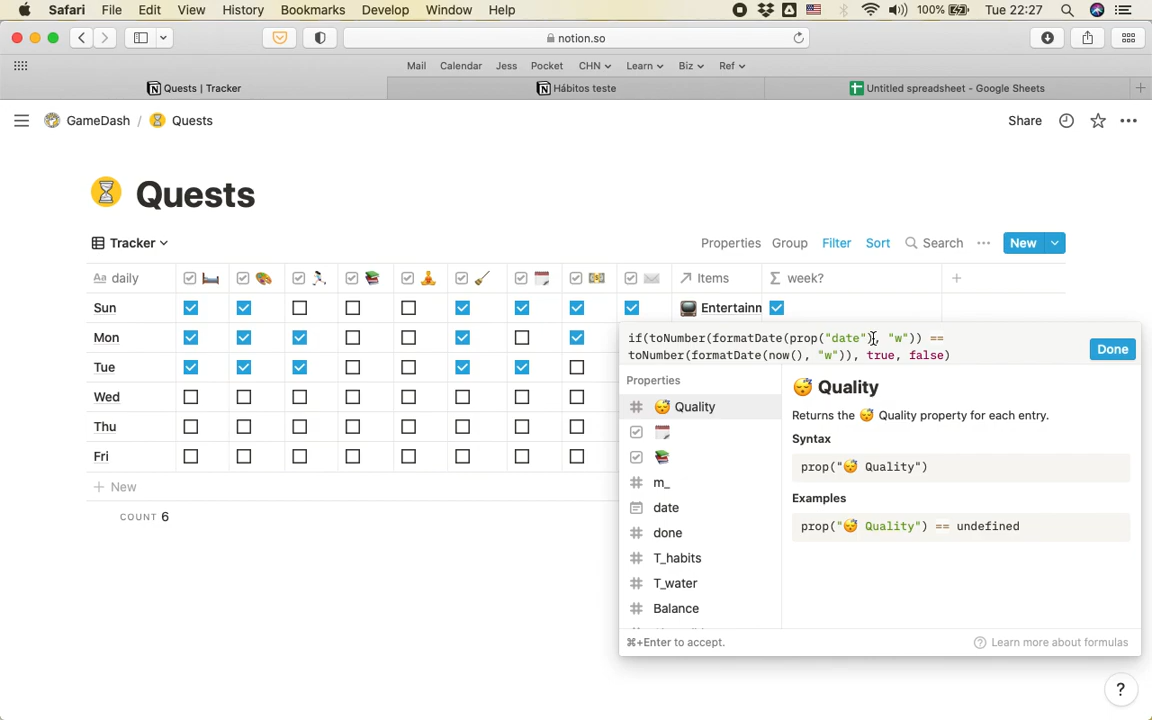 Safari File Edit View History Bookmarks Develop Window Help 100% Tue 22:27
notion.so
Mail Calendar Jess Pocket CHN Learn Biz Ref
Quests | Tracker Hábitos teste Untitled spreadsheet - Google Sheets
GameDash / Quests Share
Quests
Tracker Properties Group Filter Sort Search New
Aa daily Items Σ week?
Sun Entertainn
Mon
Tue
Wed
Thu
Fri
+ New
COUNT 6
if(toNumber(formatDate(prop("date"), "w")) ==
toNumber(formatDate(now(), "w")), true, false)
Done
Properties
Quality
m_
date
done
T_habits
T_water
Balance
Quality
Returns the 😴 Quality property for each entry.
Syntax
prop("😴 Quality")
Examples
prop("😴 Quality") == undefined
⌘+Enter to accept. Learn more about formulas
?